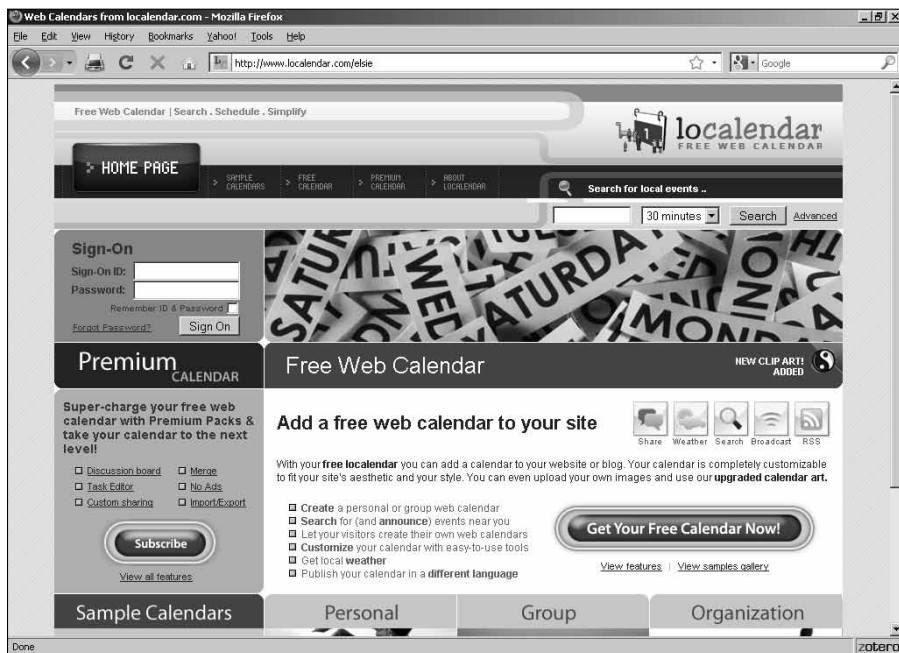 Web Calendars from localendar.com - Mozilla Firefox
File Edit View History Bookmarks Yahoo! Tools Help
http://www.localendar.com/elsie
Google
Free Web Calendar | Search . Schedule . Simplify
localendar
FREE WEB CALENDAR
HOME PAGE
SAMPLE CALENDARS
FREE CALENDAR
PREMIUM CALENDAR
ABOUT LOCALENDAR
Search for local events ..
30 minutes Search Advanced
Sign-On
Sign-On ID:
Password:
Remember ID & Password
Forgot Password? Sign On
SATUR
WED
SATURDAY
MOND
Premium
CALENDAR
Free Web Calendar
NEW CLIP ART!
ADDED
Super-charge your free web
calendar with Premium Packs &
take your calendar to the next
level!
Discussion board Merge
Task Editor No Ads
Custom sharing Import/Export
Subscribe
View all features
Add a free web calendar to your site
Share Weather Search Broadcast RSS
With your free localendar you can add a calendar to your website or blog. Your calendar is completely customizable
to fit your site's aesthetic and your style. You can even upload your own images and use our upgraded calendar art.
Create a personal or group web calendar
Search for (and announce) events near you
Let your visitors create their own web calendars
Customize your calendar with easy-to-use tools
Get local weather
Publish your calendar in a different language
Get Your Free Calendar Now!
View features | View samples gallery
Sample Calendars
Personal
Group
Organization
Done
zotero